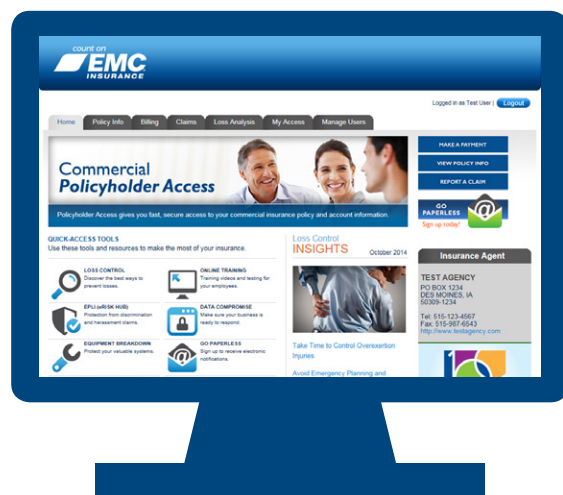 count on
EMC
INSURANCE
Logged in as Test User | Logout
Home Policy Info Billing Claims Loss Analysis My Access Manage Users
Commercial
Policyholder Access
Policyholder Access gives you fast, secure access to your commercial insurance policy and account information.
MAKE A PAYMENT
VIEW POLICY INFO
REPORT A CLAIM
GO
PAPERLESS
Sign up today!
QUICK-ACCESS TOOLS
Use these tools and resources to make the most of your insurance.
LOSS CONTROL
Discover the best ways to
prevent losses.
ONLINE TRAINING
Training videos and testing for
your employees.
EPLI (eRISK HUB)
Protection from discrimination
and harassment claims.
DATA COMPROMISE
Make sure your business is
ready to respond.
EQUIPMENT BREAKDOWN
Protect your valuable systems.
GO PAPERLESS
Sign up to receive electronic
notifications.
Loss Control
INSIGHTS October 2014
Take Time to Control Overexertion
Injuries
Avoid Emergency Planning and
Insurance Agent
TEST AGENCY
PO BOX 1234
DES MOINES, IA
50309-1234
Tel: 515-123-4567
Fax: 515-987-6543
http://www.testagency.com